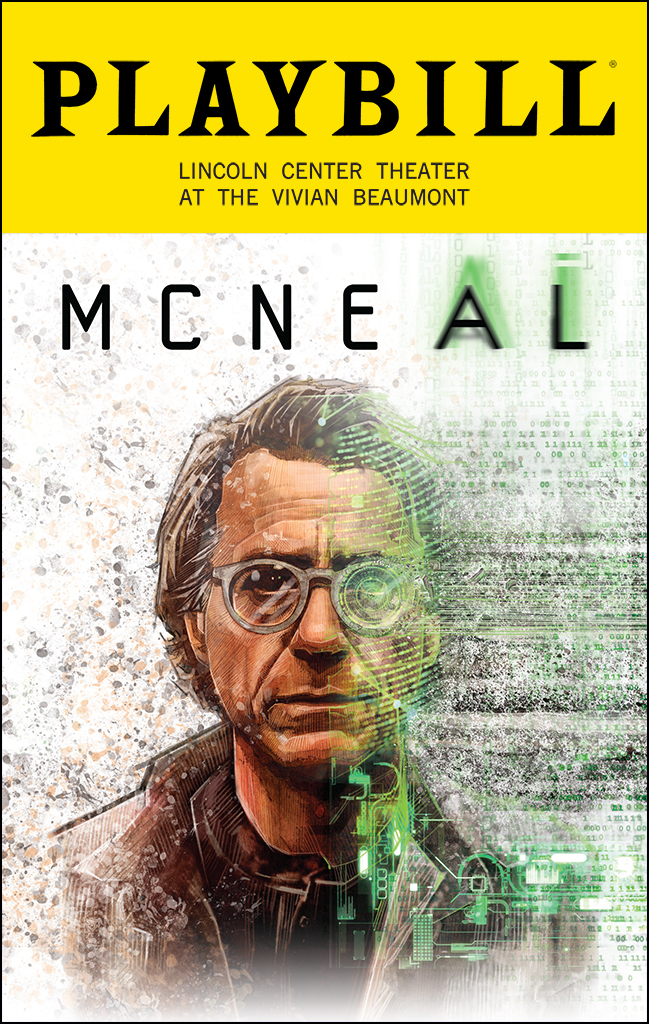 PLAYBILL®
LINCOLN CENTER THEATER
AT THE VIVIAN BEAUMONT
MCNEAL